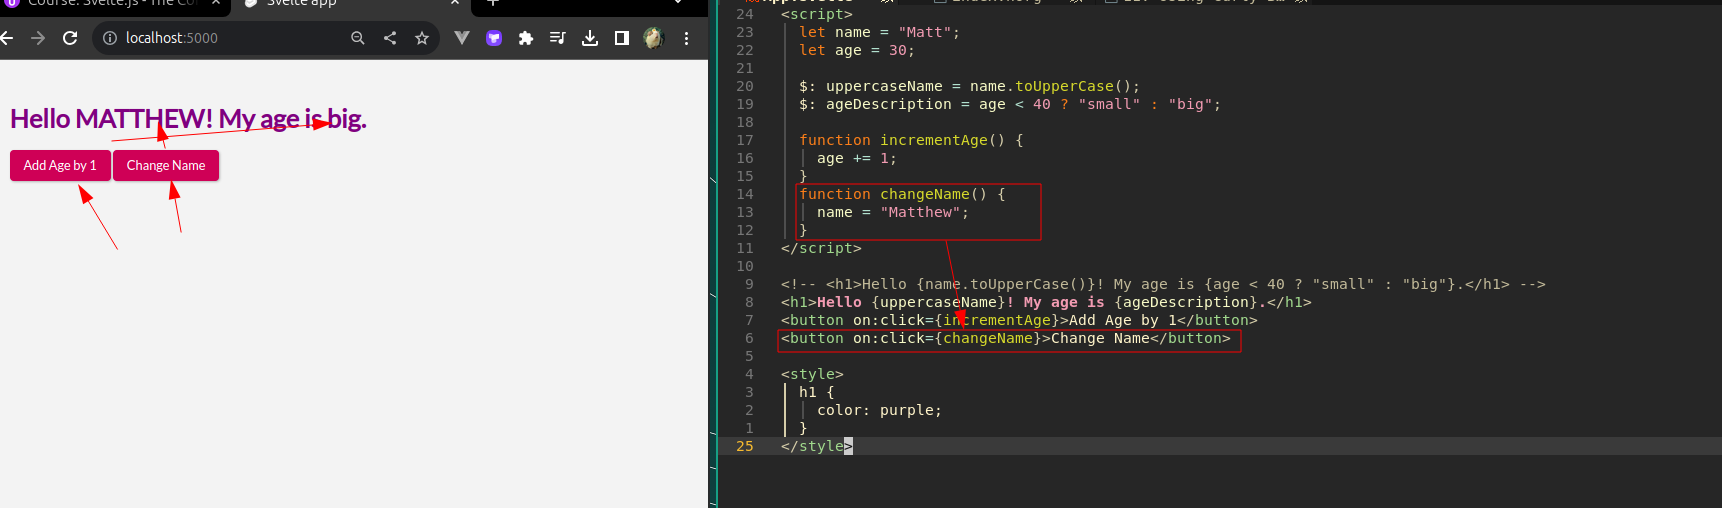 Course: Svelte.js - The Co
Svelte app
localhost:5000
Hello MATTHEW! My age is big.
Add Age by 1
Change Name
24 <script>
23 let name = "Matt";
22 let age = 30;
21
20 $: uppercaseName = name.toUpperCase();
19 $: ageDescription = age < 40 ? "small" : "big";
18
17 function incrementAge() {
16 age += 1;
15 }
14 function changeName() {
13 name = "Matthew";
12 }
11 </script>
10
9 <!-- <h1>Hello {name.toUpperCase()}! My age is {age < 40 ? "small" : "big"}.</h1> -->
8 <h1>Hello {uppercaseName}! My age is {ageDescription}.</h1>
7 <button on:click={incrementAge}>Add Age by 1</button>
6 <button on:click={changeName}>Change Name</button>
5
4 <style>
3 h1 {
2 color: purple;
1 }
25 </style>